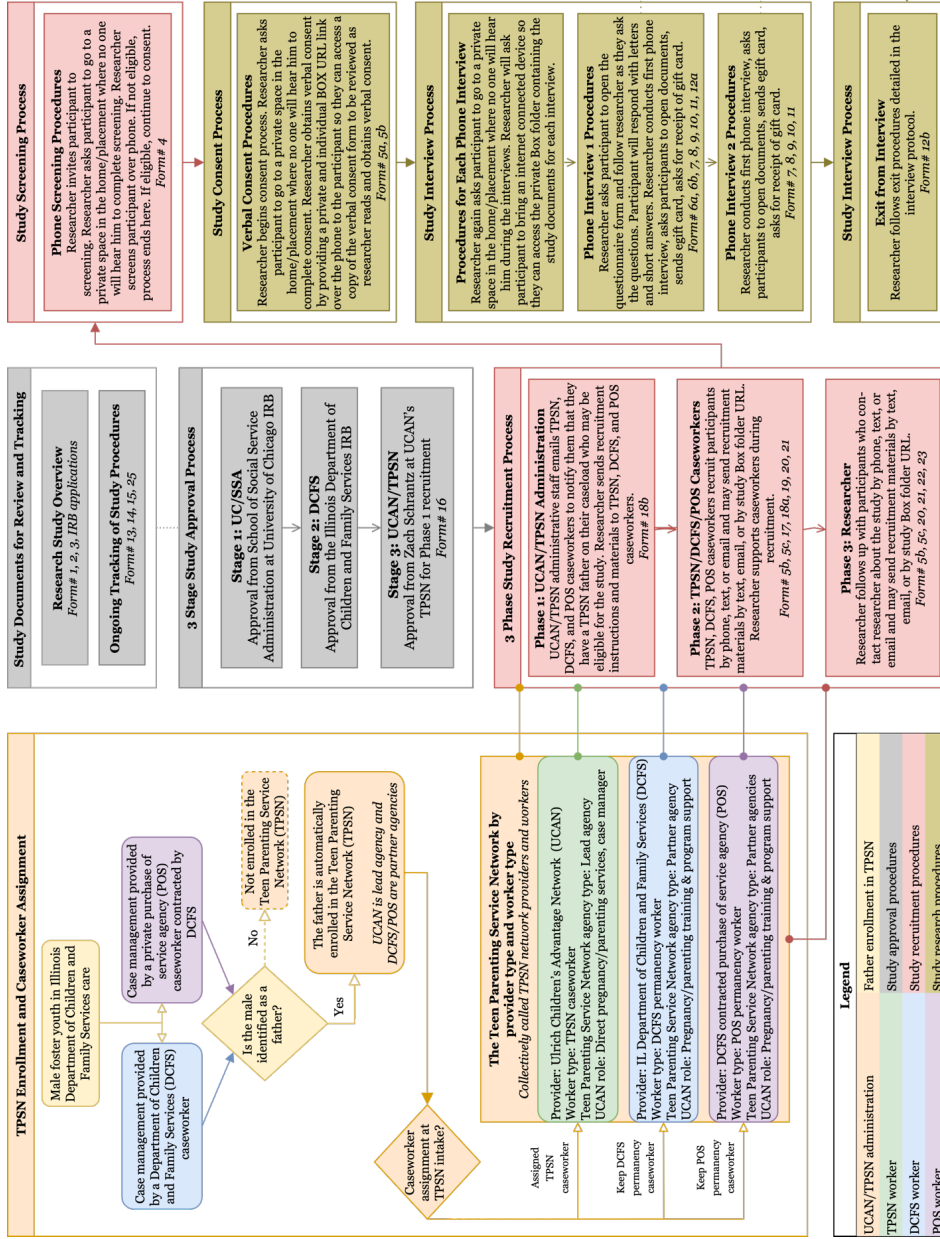 TPSN Enrollment and Caseworker Assignment
Male foster youth in Illinois
Department of Children and
Family Services care
Case management provided
by a Department of Children
and Family Services (DCFS)
caseworker
Case management provided
by a private purchase of
service agency (POS)
caseworker contracted by
DCFS
Is the male
identified as a
father?
No
Not enrolled in the
Teen Parenting Service
Network (TPSN)
Yes
The father is automatically
enrolled in the Teen Parenting
Service Network (TPSN)
UCAN is lead agency and
DCFS/POS are partner agencies
Caseworker
assignment at
TPSN intake?
Assigned
TPSN
caseworker
Keep DCFS
permanency
caseworker
Keep POS
permanency
caseworker
The Teen Parenting Service Network by
provider type and worker type
Collectively called TPSN network providers and workers
Provider: Ulrich Children's Advantage Network (UCAN)
Worker type: TPSN caseworker
Teen Parenting Service Network agency type: Lead agency
UCAN role: Direct pregnancy/parenting services, case manager
Provider: IL Department of Children and Family Services (DCFS)
Worker type: DCFS permanency worker
Teen Parenting Service Network agency type: Partner agency
UCAN role: Pregnancy/parenting training & program support
Provider: DCFS contracted purchase of service agency (POS)
Worker type: POS permanency worker
Teen Parenting Service Network agency type: Partner agencies
UCAN role: Pregnancy/parenting training & program support
Legend
UCAN/TPSN administration
Father enrollment in TPSN
TPSN worker
Study approval procedures
DCFS worker
Study recruitment procedures
POS worker
Study research procedures
Study Documents for Review and Tracking
Research Study Overview
Form# 1, 2, 3, IRB applications
Ongoing Tracking of Study Procedures
Form# 13, 14, 15, 25
3 Stage Study Approval Process
Stage 1: UC/SSA
Approval from School of Social Service
Administration at University of Chicago IRB
Stage 2: DCFS
Approval from the Illinois Department of
Children and Family Services IRB
Stage 3: UCAN/TPSN
Approval from Zach Schrantz at UCAN's
TPSN for Phase 1 recruitment
Form# 16
3 Phase Study Recruitment Process
Phase 1: UCAN/TPSN Administration
UCAN/TPSN administrative staff emails TPSN,
DCFS, and POS caseworkers to notify them that they
have a TPSN father on their caseload who may be
eligible for the study. Researcher sends recruitment
instructions and materials to TPSN, DCFS, and POS
caseworkers.
Form# 18b
Phase 2: TPSN/DCFS/POS Caseworkers
TPSN, DCFS, POS caseworkers recruit participants
by phone, text, or email and may send recruitment
materials by text, email, or by study Box folder URL.
Researcher supports caseworkers during
recruitment.
Form# 5b, 5c, 17, 18a, 19, 20, 21
Phase 3: Researcher
Researcher follows up with participants who con-
tact researcher about the study by phone, text, or
email and may send recruitment materials by text,
email, or by study Box folder URL.
Form# 5b, 5c, 20, 21, 22, 23
Study Screening Process
Phone Screening Procedures
Researcher invites participant to
screening. Researcher asks participant to go to a
private space in the home/placement where no one
will hear him to complete screening. Researcher
screens participant over phone. If not eligible,
process ends here. If eligible, continue to consent.
Form# 4
Study Consent Process
Verbal Consent Procedures
Researcher begins consent process. Researcher asks
participant to go to a private space in the
home/placement where no one will hear him to
complete consent. Researcher obtains verbal consent
by providing a private and individual BOX URL link
over the phone to the participant so they can access a
copy of the verbal consent form to be reviewed as
researcher reads and obtains verbal consent.
Form# 5a, 5b
Study Interview Process
Procedures for Each Phone Interview
Researcher again asks participant to go to a private
space in the home/placement where no one will hear
him during the interviews. Researcher will ask
participant to bring an internet connected device so
they can access the private Box folder containing the
study documents for each interview.
Phone Interview 1 Procedures
Researcher asks participant to open the
questionnaire form and follow researcher as they ask
the questions. Participant will respond with letters
and short answers. Researcher conducts first phone
interview, asks participants to open documents,
sends egift card, asks for receipt of gift card.
Form# 6a, 6b, 7, 8, 9, 10, 11, 12a
Phone Interview 2 Procedures
Researcher conducts first phone interview, asks
participants to open documents, sends egift card,
asks for receipt of gift card.
Form# 7, 8, 9, 10, 11
Study Interview Process
Exit from Interview
Researcher follows exit procedures detailed in the
interview protocol.
Form# 12b